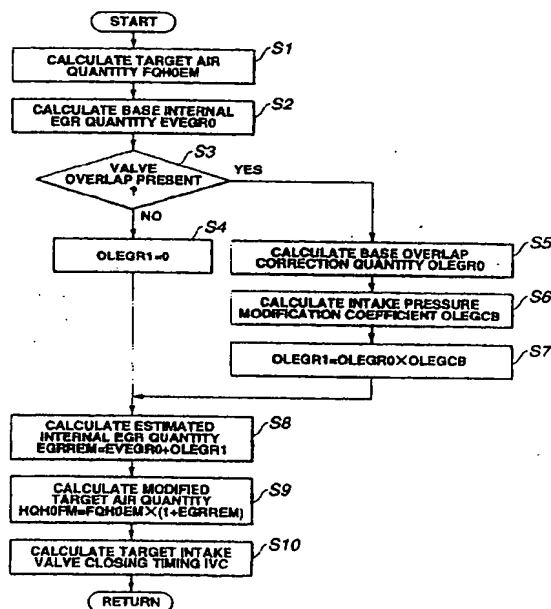 START
S1
CALCULATE TARGET AIR
QUANTITY FQH0EM
S2
CALCULATE BASE INTERNAL
EGR QUANTITY EVEGR0
S3
VALVE
OVERLAP PRESENT
?
YES
NO
S4
OLEGR1=0
S5
CALCULATE BASE OVERLAP
CORRECTION QUANTITY OLEGR0
S6
CALCULATE INTAKE PRESSURE
MODIFICATION COEFFICIENT OLEGCB
S7
OLEGR1=OLEGR0×OLEGCB
S8
CALCULATE ESTIMATED
INTERNAL EGR QUANTITY
EGRREM=EVEGR0+OLEGR1
S9
CALCULATE MODIFIED
TARGET AIR QUANTITY
HQH0FM=FQH0EM×(1+EGRREM)
S10
CALCULATE TARGET INTAKE
VALVE CLOSING TIMING IVC
RETURN